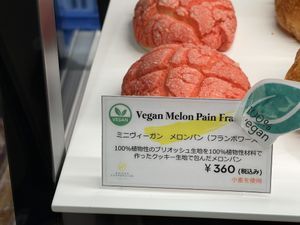 VEGAN
Vegan Melon Pain Fra
ミニヴィーガン メロンパン（フランボワー
100%植物性のブリオッシュ生地を100%植物性材料で
作ったクッキー生地で包んだメロンパン
¥360(税込み)
小麦を使用
100%
vegan